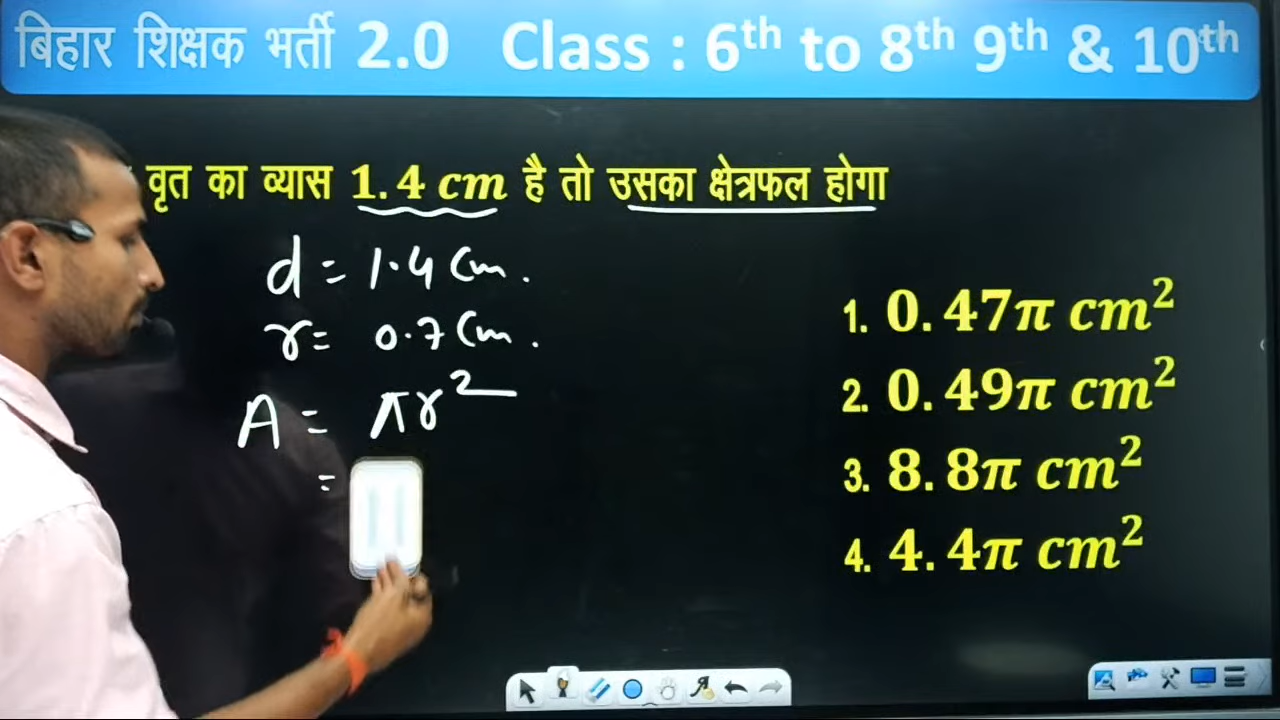 बिहार शिक्षक भर्ती 2.0 Class : 6th to 8th 9th & 10th
वृत का व्यास 1.4 cm है तो उसका क्षेत्रफल होगा
d = 1.4 cm.
r = 0.7 cm.
A = πr²
=
1. 0.47π cm²
2. 0.49π cm²
3. 8.8π cm²
4. 4.4π cm²